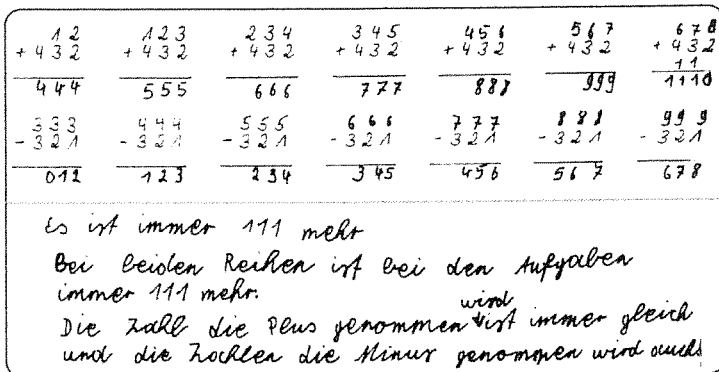 12 123 234 345 456 567 678
+ 432 + 432 + 432 + 432 + 432 + 432 + 432
11
444 555 666 777 888 999 1110
333 444 555 666 777 888 999
- 321 - 321 - 321 - 321 - 321 - 321 - 321
012 123 234 345 456 567 678
Es ist immer 111 mehr
Bei beiden Reihen ist bei den Aufgaben
immer 111 mehr.
wird
Die Zahl die Plus genommen ist immer gleich
und die Zochlen die Minus genommen wird auch